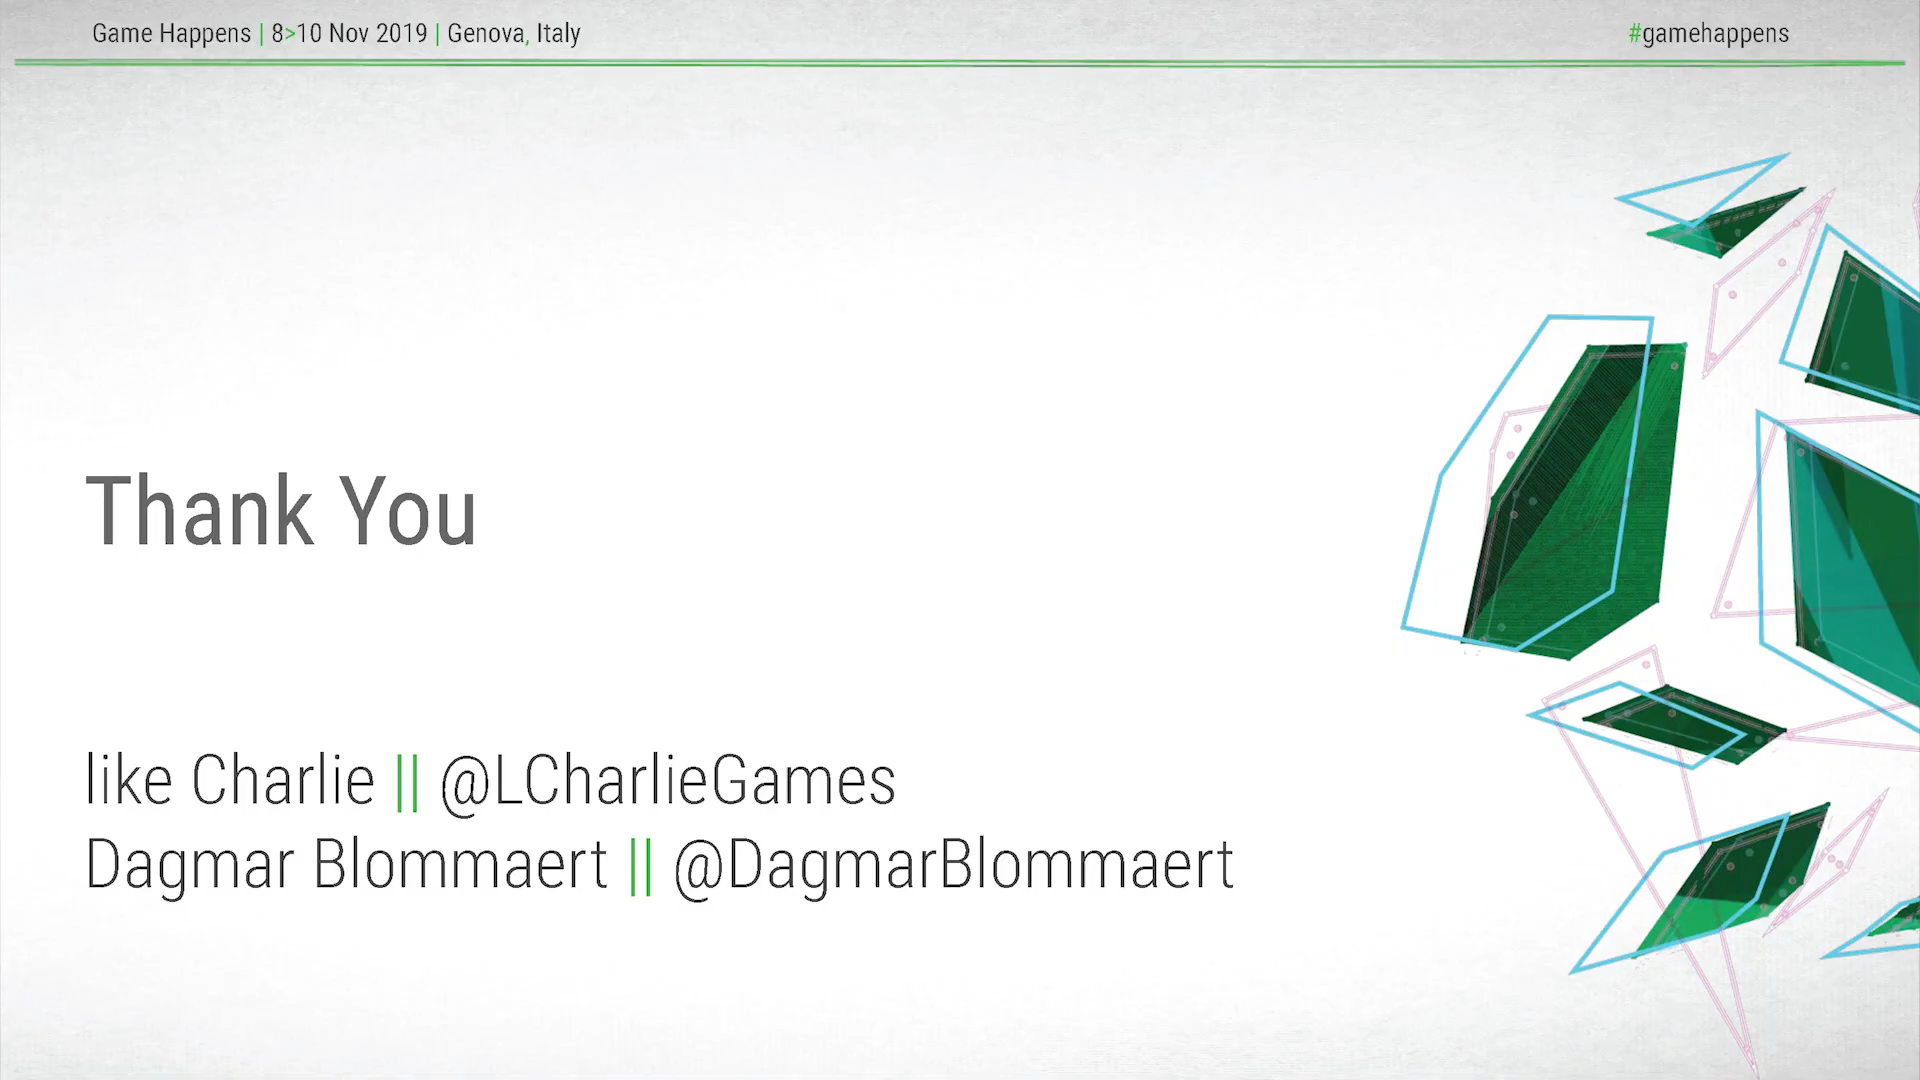 Game Happens | 8>10 Nov 2019 | Genova, Italy
#gamehappens
Thank You
like Charlie || @LCharlieGames
Dagmar Blommaert || @DagmarBlommaert